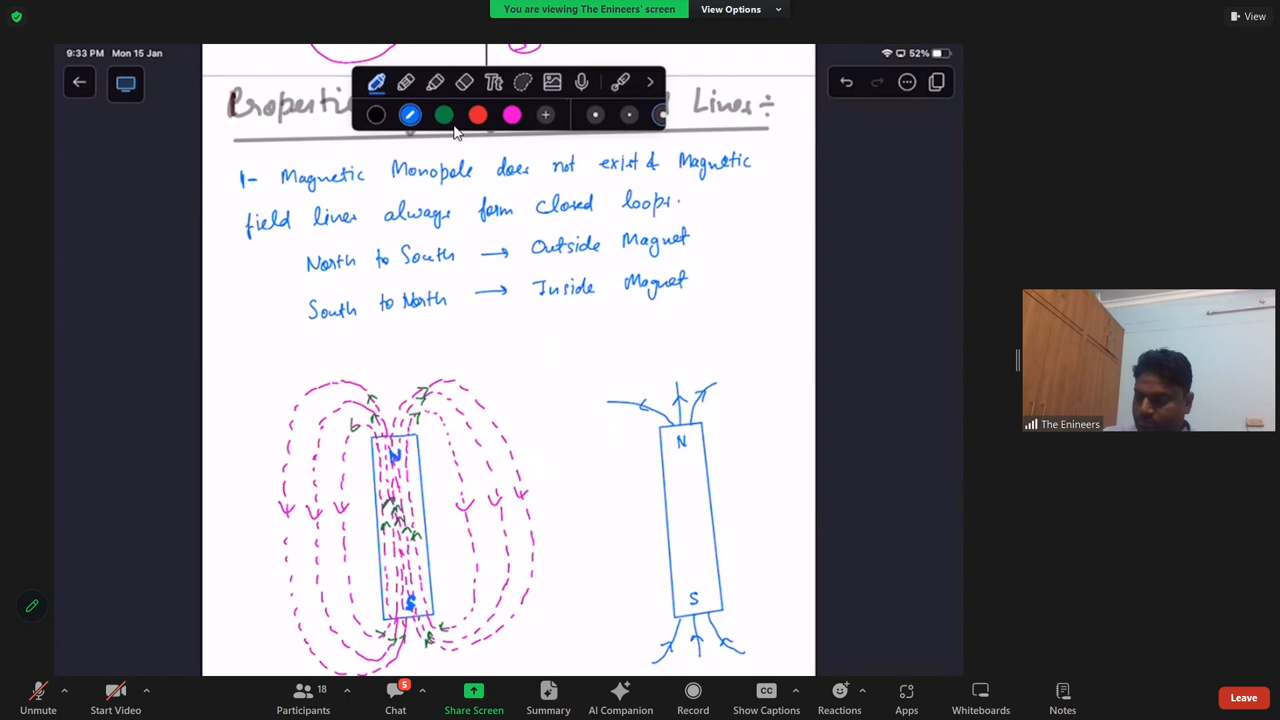 You are viewing The Enineers' screen
View Options
View
9:33 PM Mon 15 Jan
52%
Properti
Lines:-
1- Magnetic Monopole does not exist & Magnetic
field lines always form closed loops.
North to South → Outside Magnet
South to North → Inside Magnet
N
S
N
S
The Enineers
Unmute
Start Video
18
Participants
5
Chat
Share Screen
Summary
AI Companion
Record
CC
Show Captions
Reactions
Apps
Whiteboards
Notes
Leave